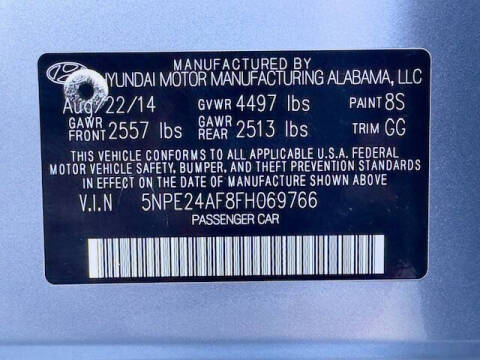 MANUFACTURED BY
HYUNDAI MOTOR MANUFACTURING ALABAMA, LLC
Aug/22/14 GVWR 4497 lbs PAINT 8S
GAWR FRONT 2557 lbs GAWR REAR 2513 lbs TRIM GG
THIS VEHICLE CONFORMS TO ALL APPLICABLE U.S.A. FEDERAL
MOTOR VEHICLE SAFETY, BUMPER, AND THEFT PREVENTION STANDARDS
IN EFFECT ON THE DATE OF MANUFACTURE SHOWN ABOVE.
V.I.N 5NPE24AF8FH069766
PASSENGER CAR